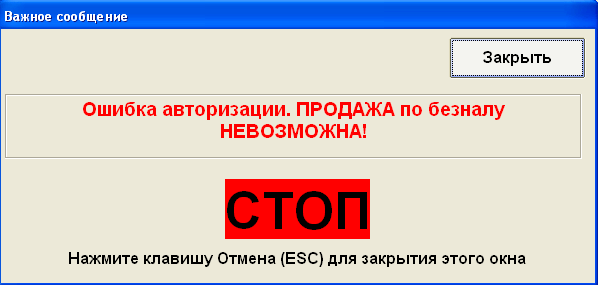 Важное сообщение
Закрыть
Ошибка авторизации. ПРОДАЖА по безналу
НЕВОЗМОЖНА!
СТОП
Нажмите клавишу Отмена (ESC) для закрытия этого окна